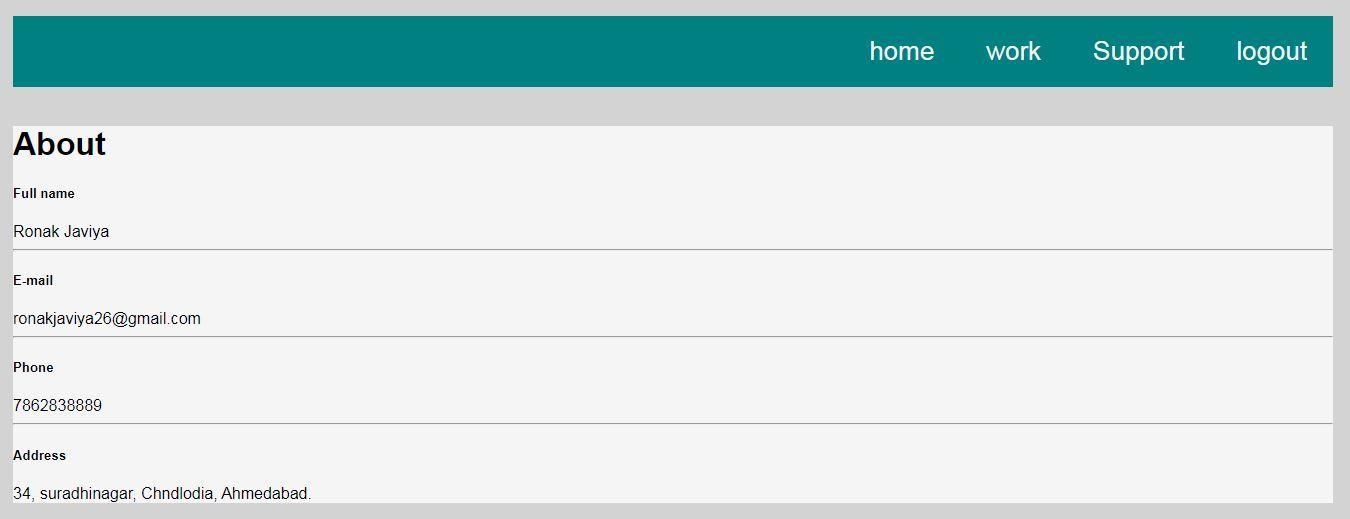 home work Support logout
About
Full name
Ronak Javiya
E-mail
ronakjaviya26@gmail.com
Phone
7862838889
Address
34, suradhinagar, Chndlodia, Ahmedabad.